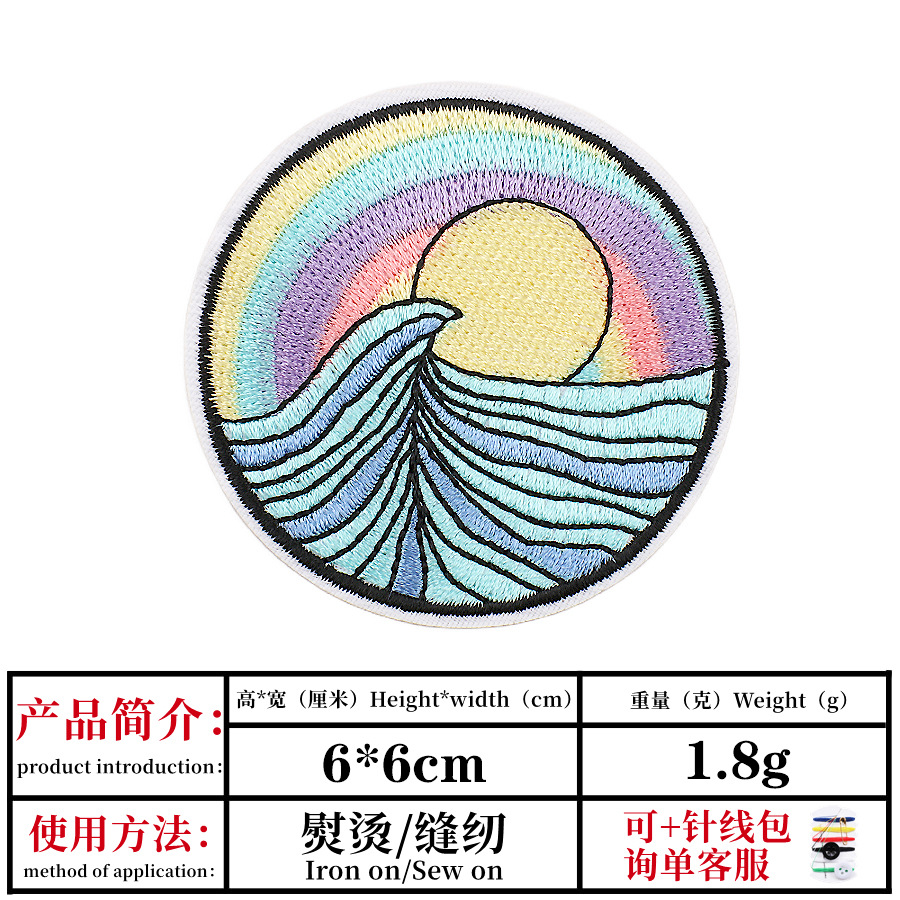 产品简介：
product introduction:
高*宽（厘米）Height*width（cm）
重量（克）Weight（g）
6*6cm
1.8g
使用方法：
method of application:
熨烫/缝纫
Iron on/Sew on
可+针线包
询单客服